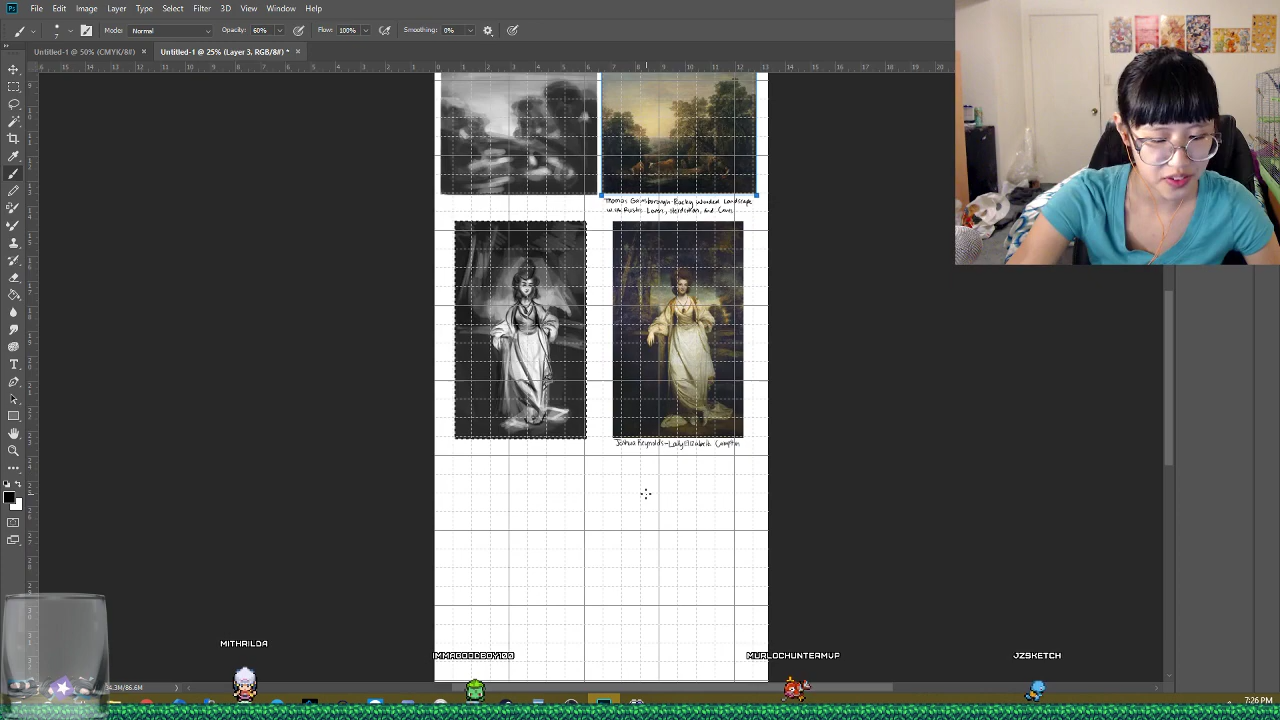 File Edit Image Layer Type Select Filter 3D View Window Help
Mode: Normal Opacity: 60% Flow: 100% Smoothing: 0%
Untitled-1 @ 50% (CMYK/8#) × Untitled-1 @ 25% (Layer 3, RGB/8#) * ×
Thomas Gainsborough-Rocky Wooded Landscape
with Rustic Lovers, Herdsman, and Cows
Joshua Reynolds-Lady Elizabeth Compton
MITHRILDA
IMMAGOODBOY100
MURLOCHUNTERMVP
JZSKETCH
7:26 PM